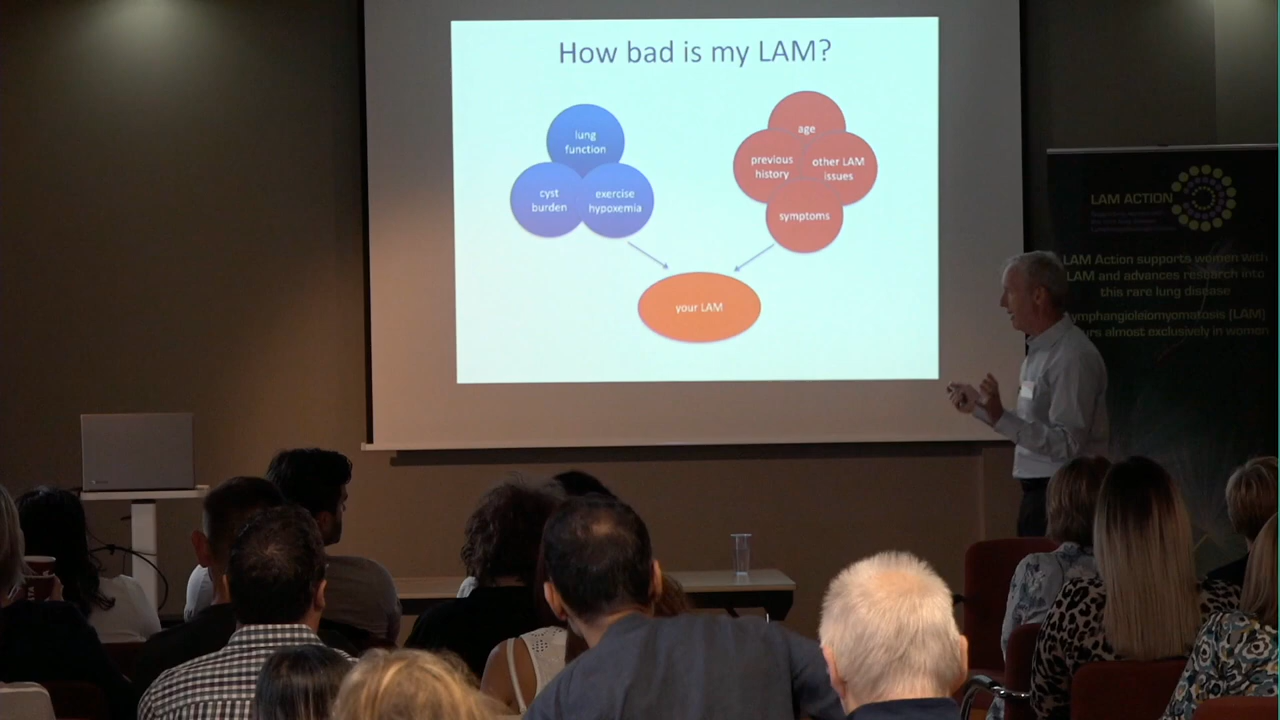 How bad is my LAM?
lung
function
cyst
burden
exercise
hypoxemia
age
previous
history
other LAM
issues
symptoms
your LAM
LAM ACTION
LAM Action supports women with
LAM and advances research into
this rare lung disease
ymphangioleiomyomatosis (LAM)
urs almost exclusively in women